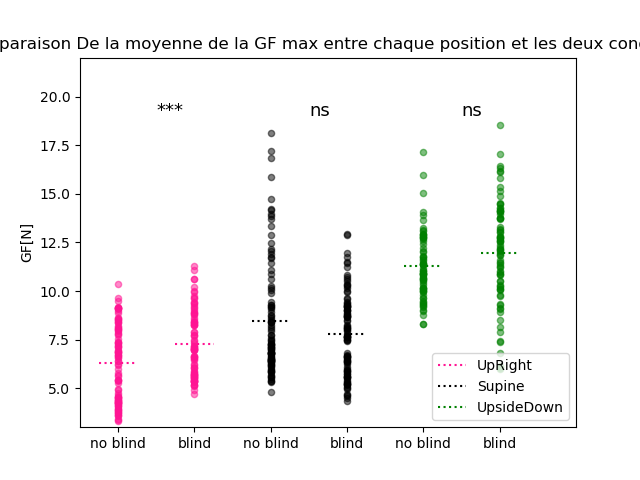 paraison De la moyenne de la GF max entre chaque position et les deux con
*** ns ns
GF[N]
20.0
17.5
15.0
12.5
10.0
7.5
5.0
UpRight
Supine
UpsideDown
no blind blind no blind blind no blind blind